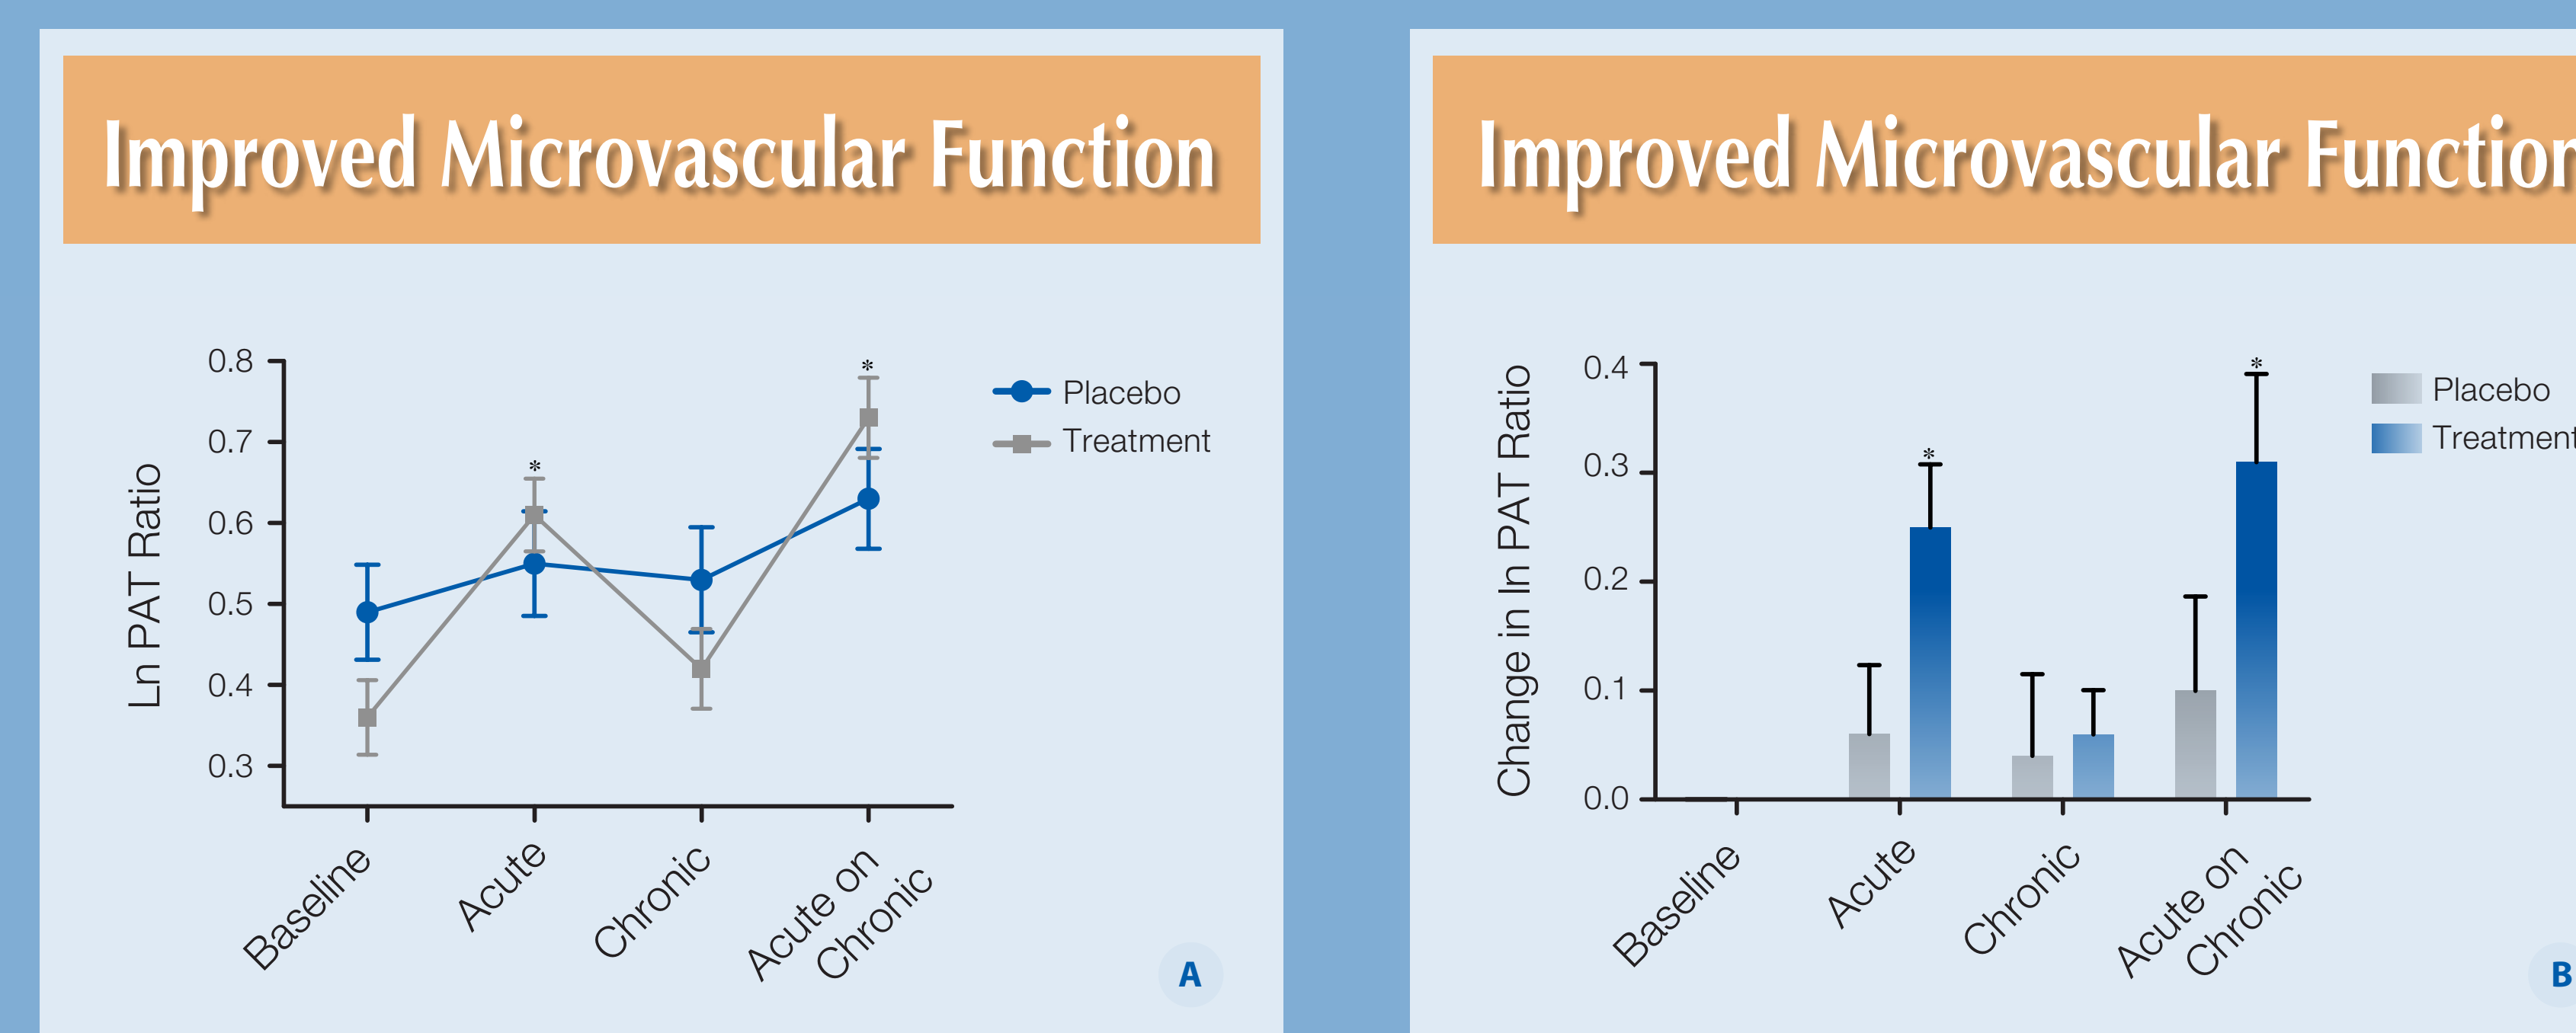 Improved Microvascular Function
0.8
0.7
0.6
0.5
0.4
0.3
Ln PAT Ratio
*
*
Placebo
Treatment
Baseline
Acute
Chronic
Acute on
Chronic
A
Improved Microvascular Function
0.4
0.3
0.2
0.1
0.0
Change in ln PAT Ratio
*
*
Placebo
Treatment
Baseline
Acute
Chronic
Acute on
Chronic
B